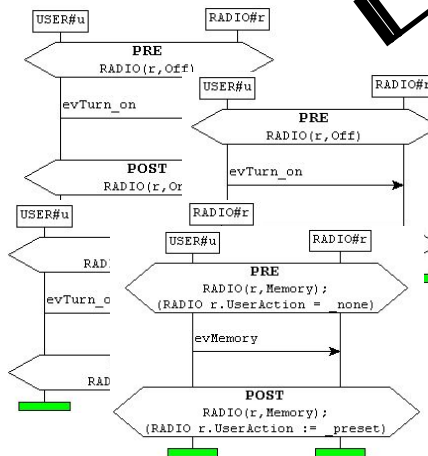 USER#u
RADIO#r
PRE
RADIO(r,Off)
evTurn_on
POST
RADIO(r,On
USER#u
RADIO#r
PRE
RADIO(r,Off)
evTurn_on
USER#u
RADIO#r
RAD
evTurn_o
RAD
USER#u
RADIO#r
PRE
RADIO(r,Memory);
(RADIO r.UserAction = _none)
evMemory
POST
RADIO(r,Memory);
(RADIO r.UserAction := _preset)